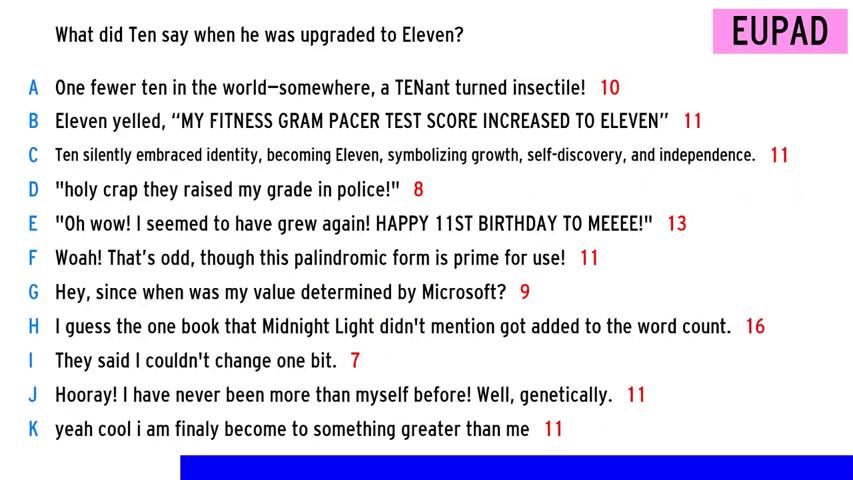 What did Ten say when he was upgraded to Eleven?
EUPAD
A One fewer ten in the world—somewhere, a TENant turned insectile! 10
B Eleven yelled, “MY FITNESS GRAM PACER TEST SCORE INCREASED TO ELEVEN” 11
C Ten silently embraced identity, becoming Eleven, symbolizing growth, self-discovery, and independence. 11
D "holy crap they raised my grade in police!" 8
E "Oh wow! I seemed to have grew again! HAPPY 11ST BIRTHDAY TO MEEEE!" 13
F Woah! That’s odd, though this palindromic form is prime for use! 11
G Hey, since when was my value determined by Microsoft? 9
H I guess the one book that Midnight Light didn't mention got added to the word count. 16
I They said I couldn't change one bit. 7
J Hooray! I have never been more than myself before! Well, genetically. 11
K yeah cool i am finaly become to something greater than me 11